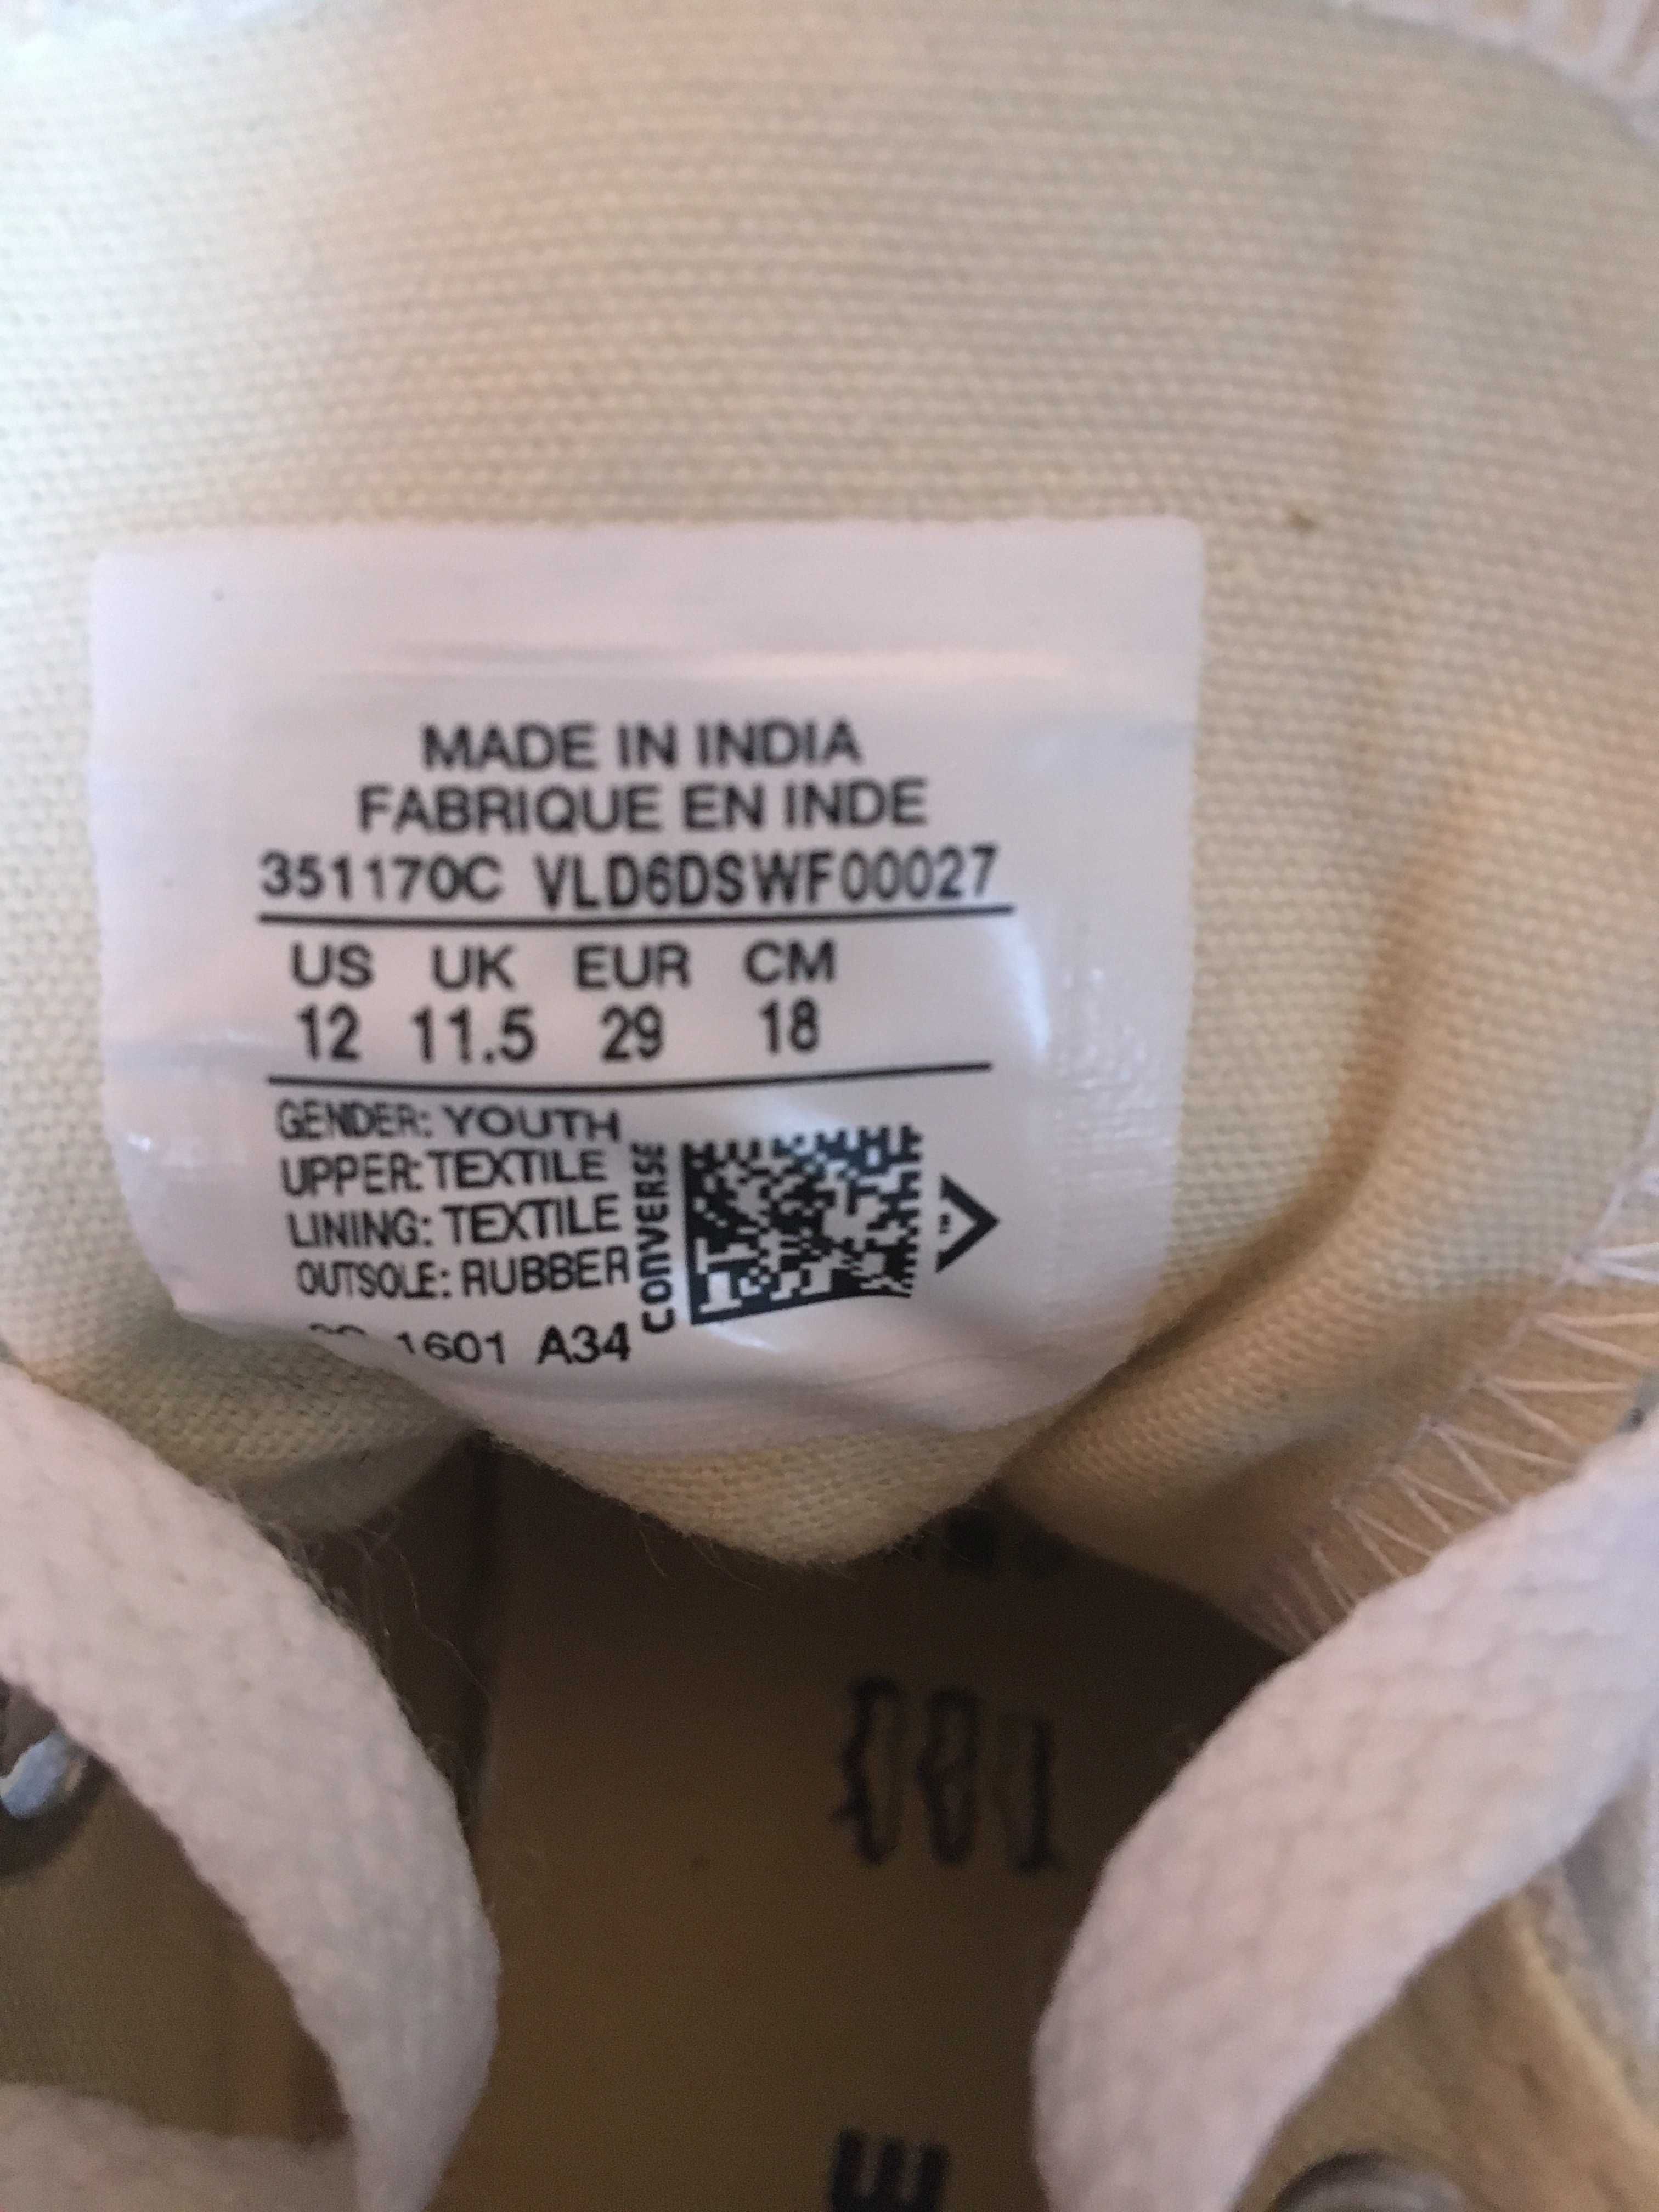 MADE IN INDIA
FABRIQUE EN INDE
351170C VLD6DSWF00027
US UK EUR CM
12 11.5 29 18
GENDER: YOUTH
UPPER: TEXTILE
LINING: TEXTILE
OUTSOLE: RUBBER
CONVERSE
1601 A34